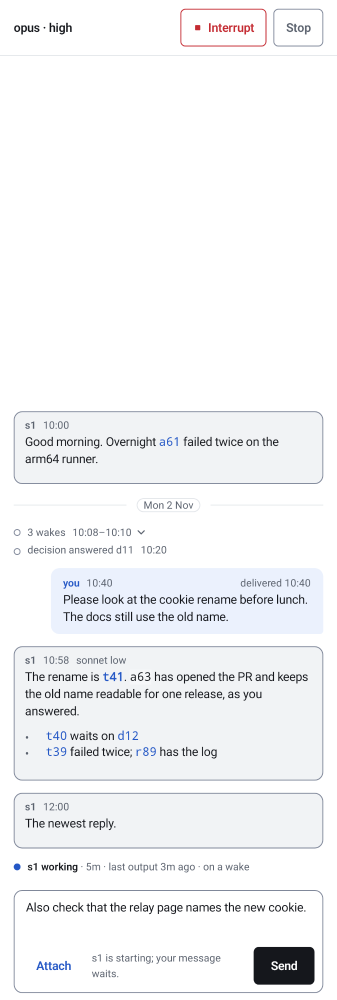 opus · high
Interrupt
Stop
s1 10:00
Good morning. Overnight a61 failed twice on the
arm64 runner.
Mon 2 Nov
3 wakes 10:08–10:10
decision answered d11 10:20
you 10:40 delivered 10:40
Please look at the cookie rename before lunch.
The docs still use the old name.
s1 10:58 sonnet low
The rename is t41. a63 has opened the PR and keeps
the old name readable for one release, as you
answered.
• t40 waits on d12
• t39 failed twice; r89 has the log
s1 12:00
The newest reply.
s1 working · 5m · last output 3m ago · on a wake
Also check that the relay page names the new cookie.
Attach
s1 is starting; your message
waits.
Send